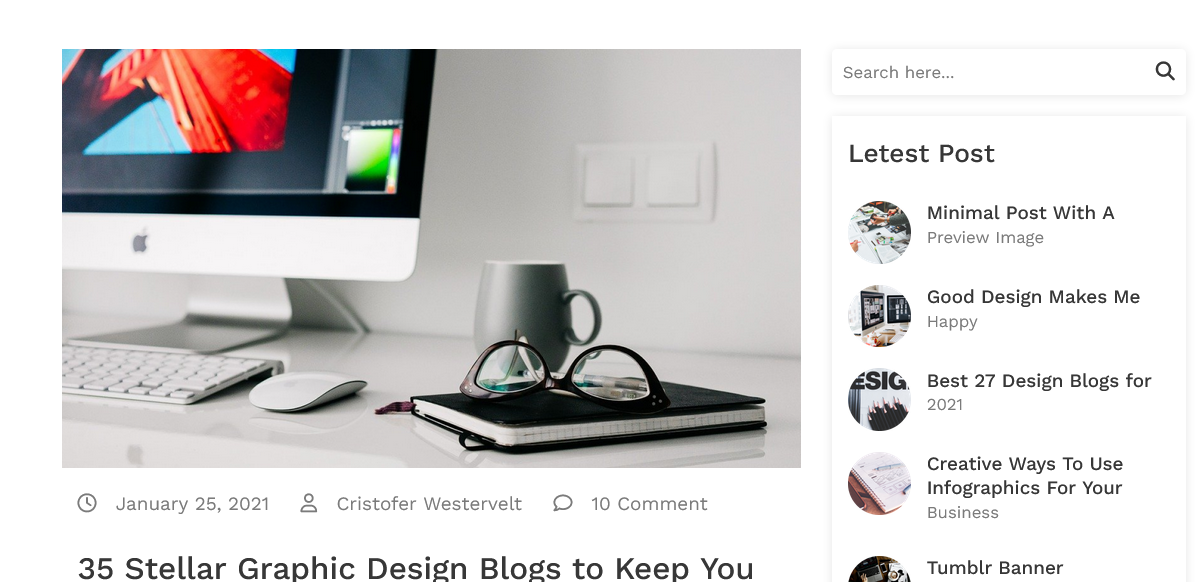 Search here...
Letest Post
Minimal Post With A
Preview Image
Good Design Makes Me
Happy
ESIG
Best 27 Design Blogs for
2021
Creative Ways To Use
Infographics For Your
Business
Tumblr Banner
January 25, 2021 Cristofer Westervelt 10 Comment
35 Stellar Graphic Design Blogs to Keep You